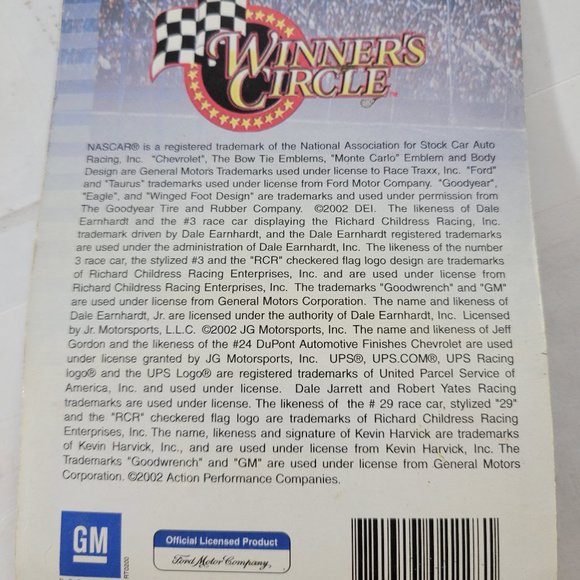 WINNER'S
CIRCLE™
NASCAR® is a registered trademark of the National Association for Stock Car Auto
Racing, Inc. "Chevrolet", The Bow Tie Emblems, "Monte Carlo" Emblem and Body
Design are General Motors Trademarks used under license to Race Traxx, Inc. "Ford"
and "Taurus" trademarks used under license from Ford Motor Company. "Goodyear",
"Eagle", and "Winged Foot Design" are trademarks and used under permission from
The Goodyear Tire and Rubber Company. ©2002 DEI. The likeness of Dale
Earnhardt and the #3 race car displaying the Richard Childress Racing, Inc.
trademark driven by Dale Earnhardt, and the Dale Earnhardt registered trademarks
are used under the administration of Dale Earnhardt, Inc. The likeness of the number
3 race car, the stylized #3 and the "RCR" checkered flag logo design are trademarks
of Richard Childress Racing Enterprises, Inc. and are used under license from
Richard Childress Racing Enterprises, Inc. The trademarks "Goodwrench" and "GM"
are used under license from General Motors Corporation. The name and likeness of
Dale Earnhardt, Jr. are licensed under the authority of Dale Earnhardt, Inc. Licensed
by Jr. Motorsports, L.L.C. ©2002 JG Motorsports, Inc. The name and likeness of Jeff
Gordon and the likeness of the #24 DuPont Automotive Finishes Chevrolet are used
under license granted by JG Motorsports, Inc. UPS®, UPS.COM®, UPS Racing
logo® and the UPS Logo® are registered trademarks of United Parcel Service of
America, Inc. and used under license. Dale Jarrett and Robert Yates Racing
trademarks are used under license. The likeness of the # 29 race car, stylized "29"
and the "RCR" checkered flag logo are trademarks of Richard Childress Racing
Enterprises, Inc. The name, likeness and signature of Kevin Harvick are trademarks
of Kevin Harvick, Inc., and are used under license from Kevin Harvick, Inc. The
Trademarks "Goodwrench" and "GM" are used under license from General Motors
Corporation. ©2002 Action Performance Companies.
GM
Official Licensed Product
Ford Motor Company,